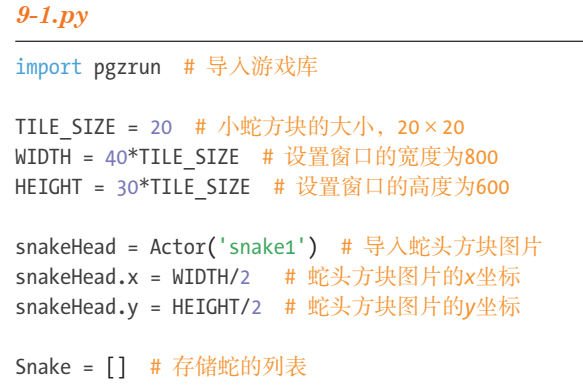 9-1.py
import pgzrun  # 导入游戏库
TILE_SIZE = 20  # 小蛇方块的大小，20×20
WIDTH = 40*TILE_SIZE  # 设置窗口的宽度为800
HEIGHT = 30*TILE_SIZE  # 设置窗口的高度为600
snakeHead = Actor('snake1')  # 导入蛇头方块图片
snakeHead.x = WIDTH/2   # 蛇头方块图片的x坐标
snakeHead.y = HEIGHT/2  # 蛇头方块图片的y坐标
Snake = []  # 存储蛇的列表